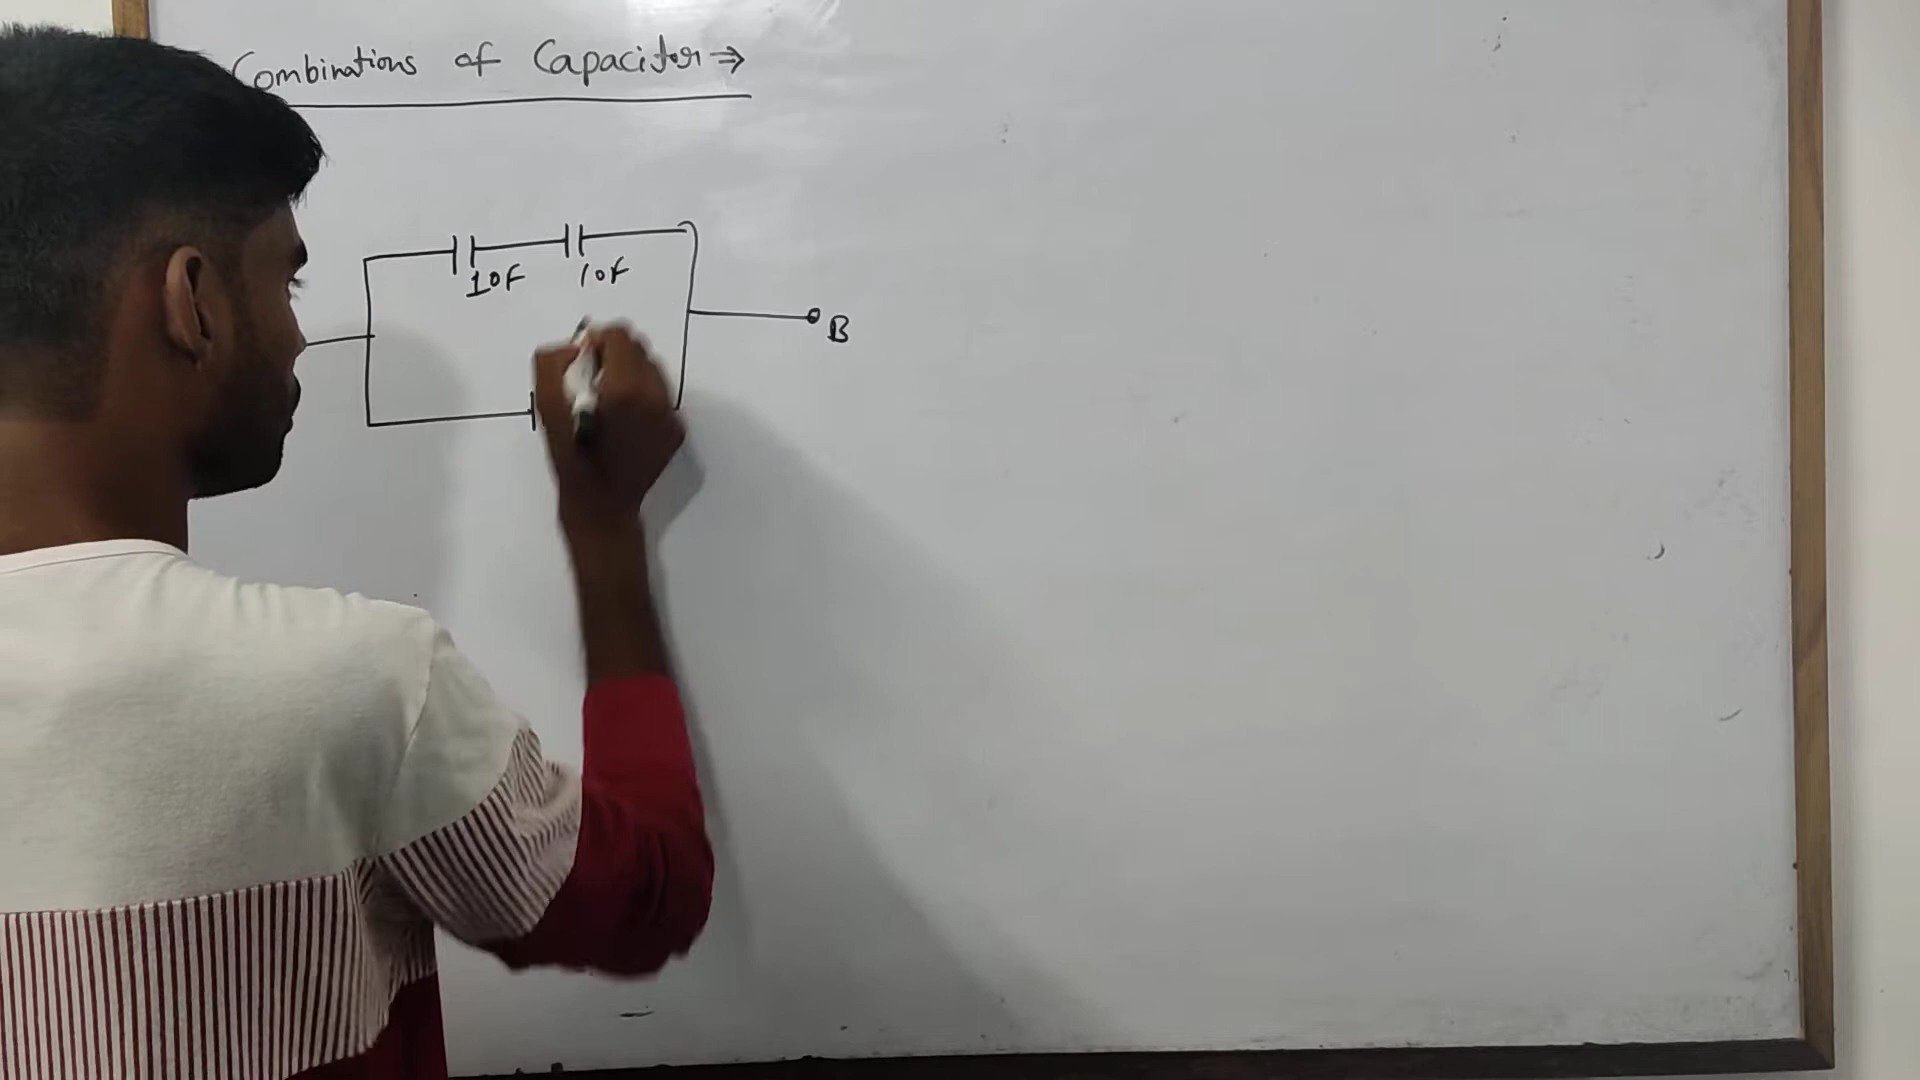 Combinations of Capacitor ⇒
10F 10F
B